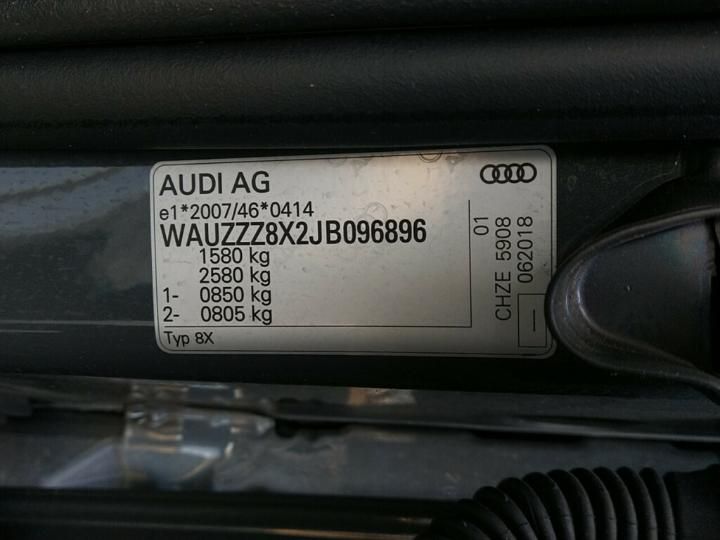 AUDI AG
e1*2007/46*0414
WAUZZZ8X2JB096896
1580 kg
2580 kg
1- 0850 kg
2- 0805 kg
Typ 8X
01
CHZE 5908
062018